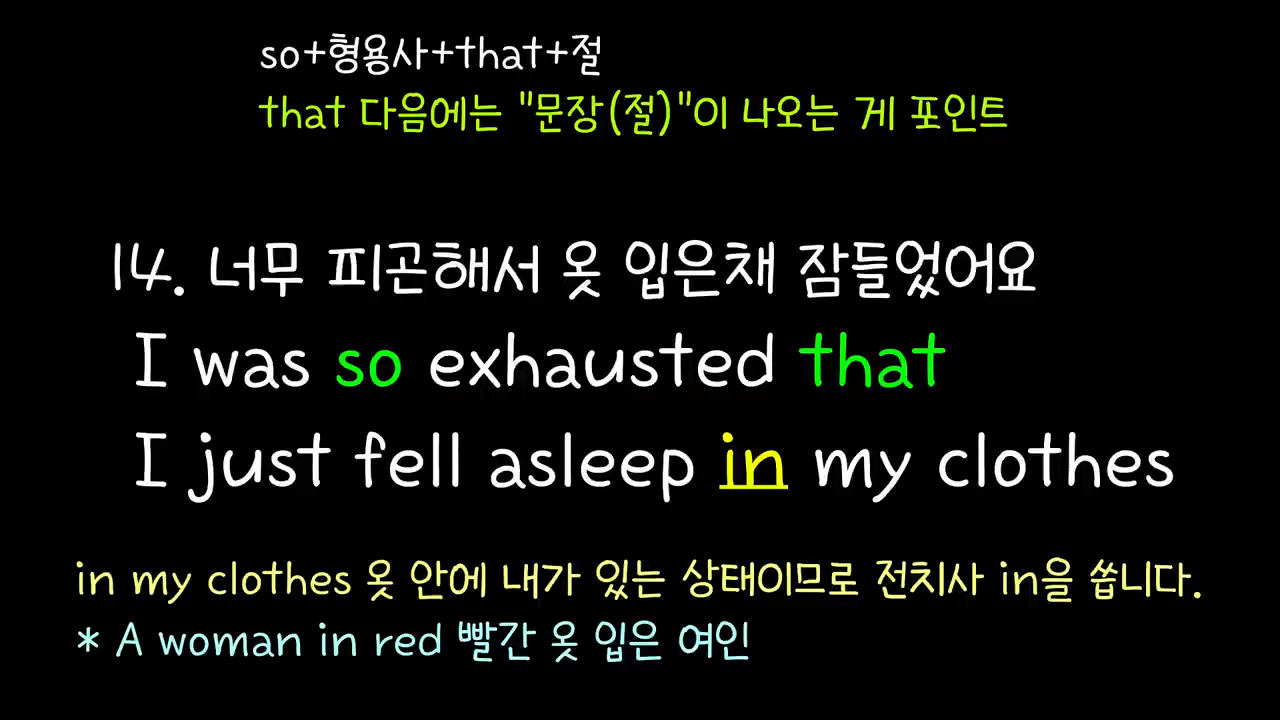 so+형용사+that+절
that 다음에는 "문장(절)"이 나오는 게 포인트
14. 너무 피곤해서 옷 입은채 잠들었어요
I was so exhausted that
I just fell asleep in my clothes
in my clothes 옷 안에 내가 있는 상태이므로 전치사 in을 씁니다.
* A woman in red 빨간 옷 입은 여인